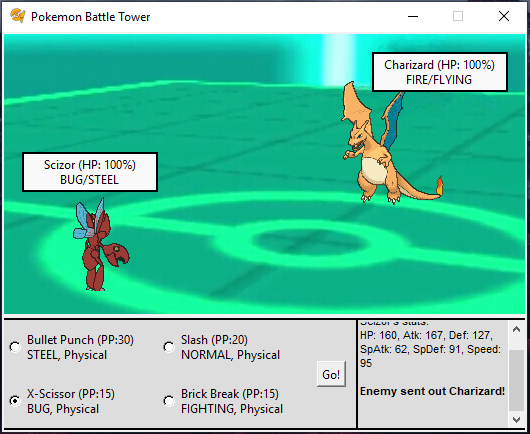 Pokemon Battle Tower
Charizard (HP: 100%)
FIRE/FLYING
Scizor (HP: 100%)
BUG/STEEL
Bullet Punch (PP:30)
STEEL, Physical
Slash (PP:20)
NORMAL, Physical
X-Scissor (PP:15)
BUG, Physical
Brick Break (PP:15)
FIGHTING, Physical
Go!
Scizor's stats:
HP: 160, Atk: 167, Def: 127,
SpAtk: 62, SpDef: 91, Speed:
95
Enemy sent out Charizard!